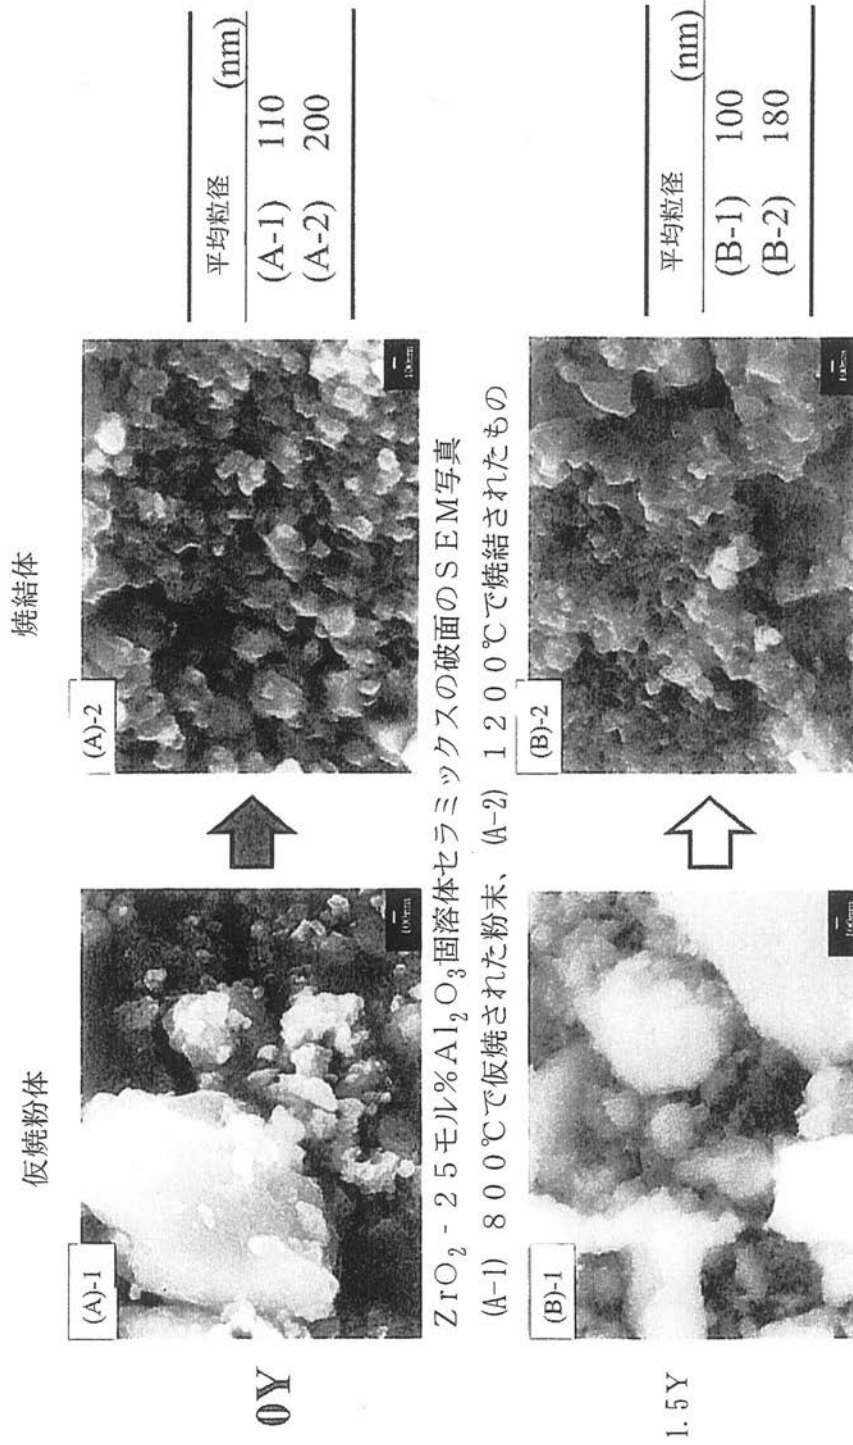 仮焼粉体
焼結体
0Y
(A)-1
100nm
(A)-2
100nm
平均粒径
(nm)
(A-1) 110
(A-2) 200
ZrO₂-25モル%Al₂O₃固溶体セラミックスの破面のSEM写真
(A-1) 800℃で仮焼された粉末、(A-2) 1200℃で焼結されたもの
1.5Y
(B)-1
100nm
(B)-2
100nm
平均粒径
(nm)
(B-1) 100
(B-2) 180